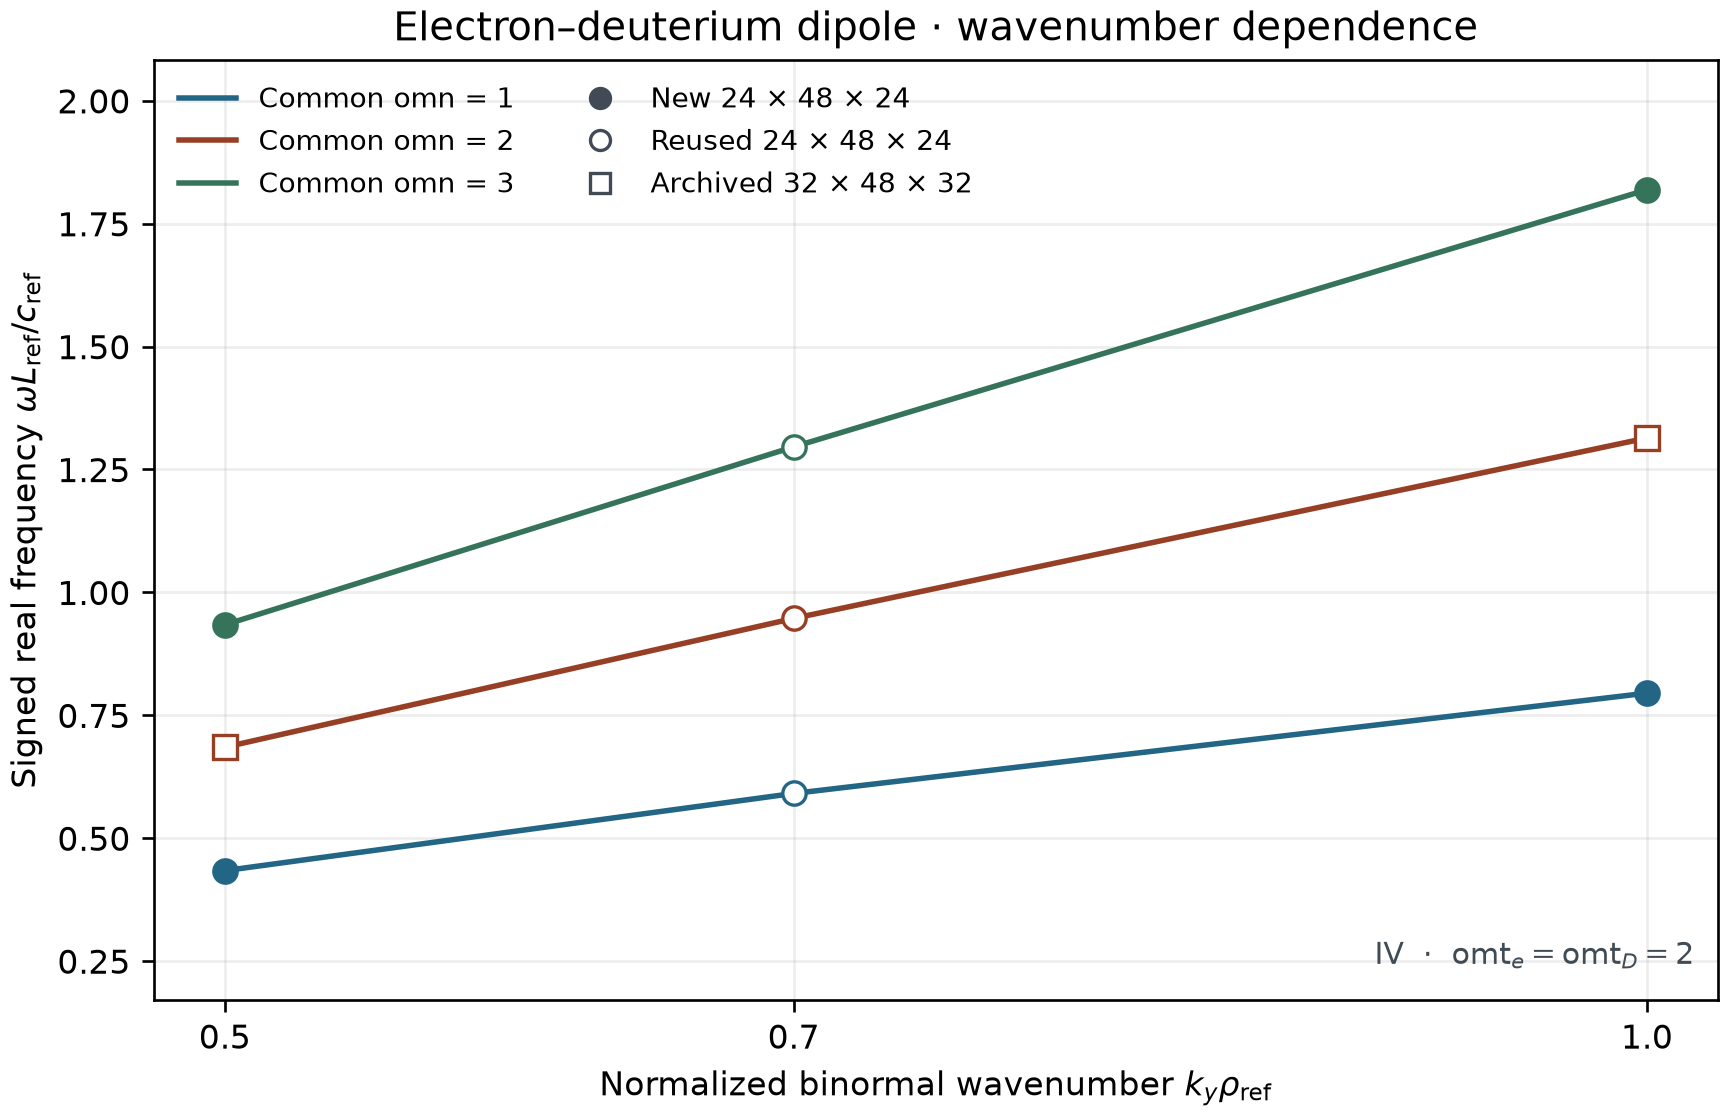 Electron–deuterium dipole · wavenumber dependence
Common omn = 1
Common omn = 2
Common omn = 3
New 24 × 48 × 24
Reused 24 × 48 × 24
Archived 32 × 48 × 32
Signed real frequency ωL_ref/c_ref
2.00
1.75
1.50
1.25
1.00
0.75
0.50
0.25
IV · omt_e = omt_D = 2
0.5 0.7 1.0
Normalized binormal wavenumber k_yρ_ref